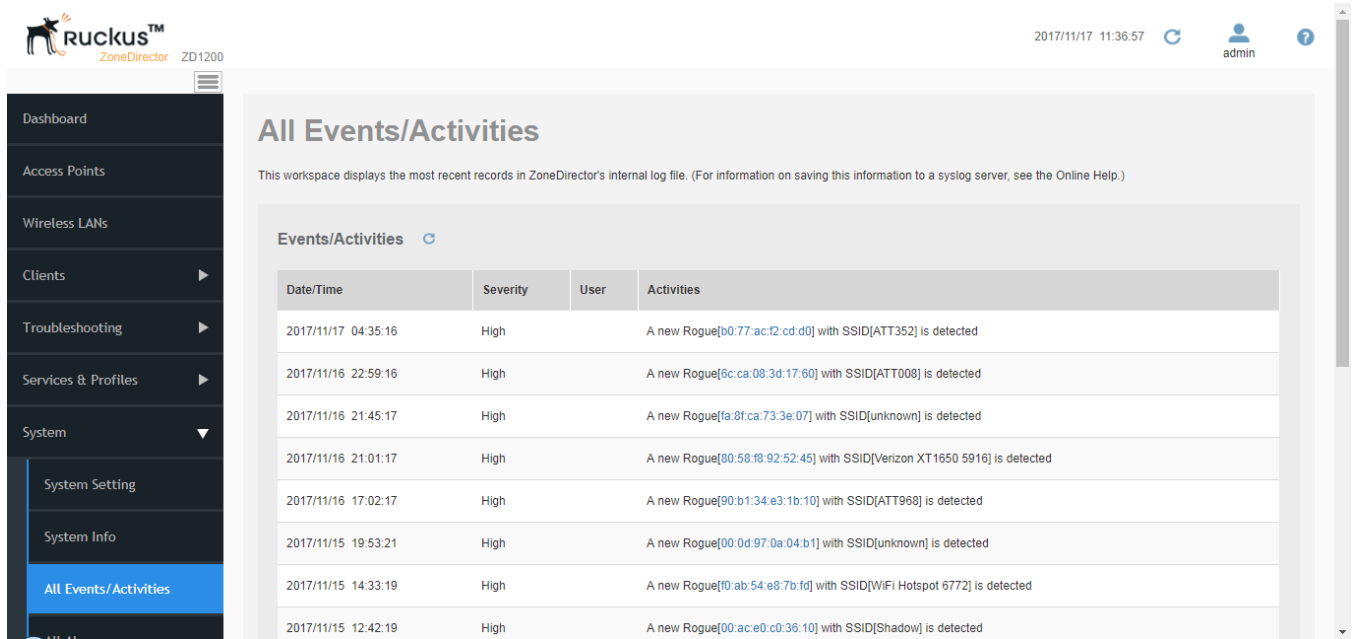 Ruckus™
ZoneDirector ZD1200
2017/11/17 11:36:57
admin
Dashboard
Access Points
Wireless LANs
Clients
Troubleshooting
Services & Profiles
System
System Setting
System Info
All Events/Activities
All Events/Activities
This workspace displays the most recent records in ZoneDirector's internal log file. (For information on saving this information to a syslog server, see the Online Help.)
Events/Activities
Date/Time Severity User Activities
2017/11/17 04:35:16 High A new Rogue[b0:77:ac:f2:cd:d0] with SSID[ATT352] is detected
2017/11/16 22:59:16 High A new Rogue[6c:ca:08:3d:17:60] with SSID[ATT008] is detected
2017/11/16 21:45:17 High A new Rogue[fa:8f:ca:73:3e:07] with SSID[unknown] is detected
2017/11/16 21:01:17 High A new Rogue[80:58:f8:92:52:45] with SSID[Verizon XT1650 5916] is detected
2017/11/16 17:02:17 High A new Rogue[90:b1:34:e3:1b:10] with SSID[ATT968] is detected
2017/11/15 19:53:21 High A new Rogue[00:0d:97:0a:04:b1] with SSID[unknown] is detected
2017/11/15 14:33:19 High A new Rogue[f0:ab:54:e8:7b:fd] with SSID[WiFi Hotspot 6772] is detected
2017/11/15 12:42:19 High A new Rogue[00:ac:e0:c0:36:10] with SSID[Shadow] is detected